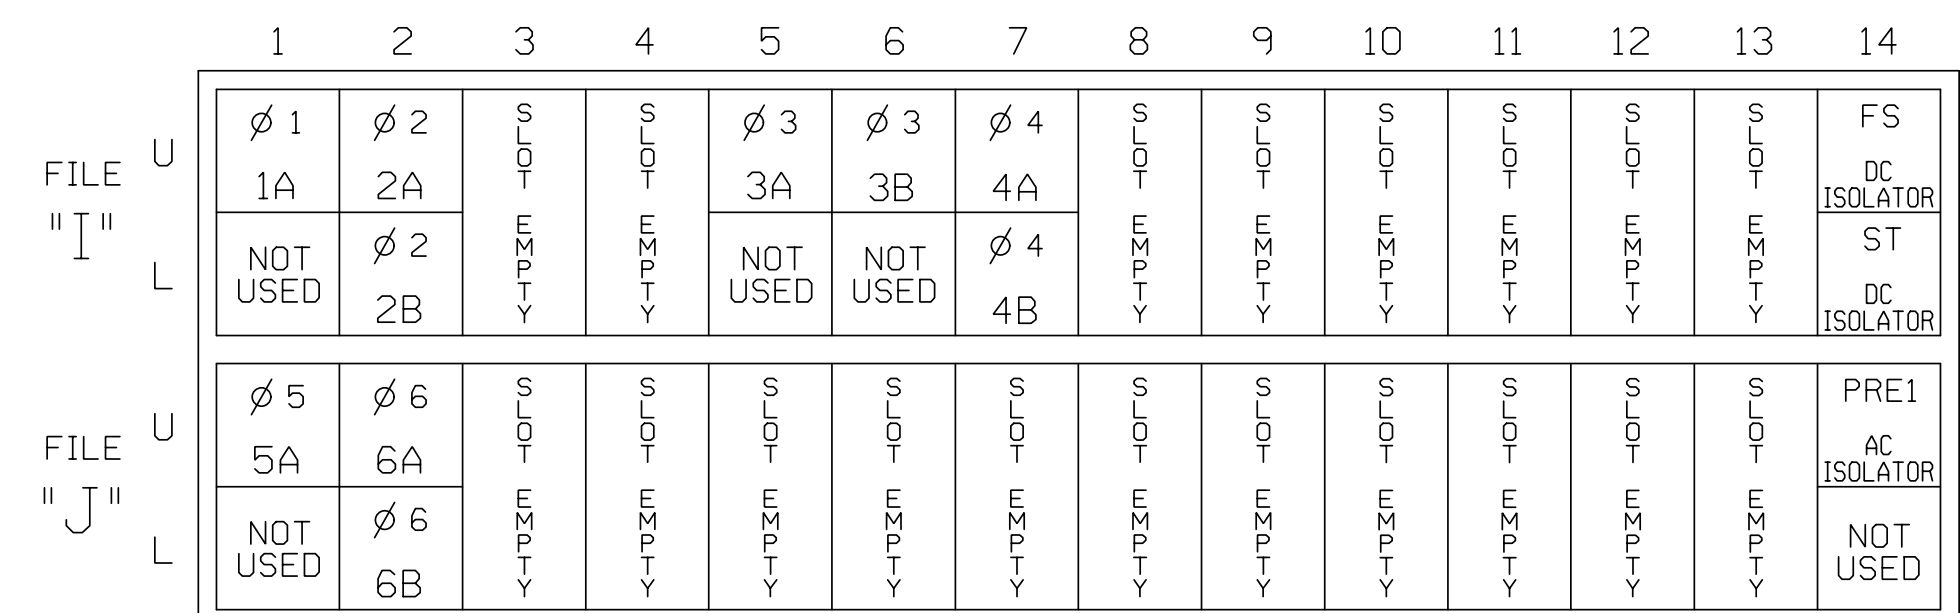 1 2 3 4 5 6 7 8 9 10 11 12 13 14
FILE "I"
U
Ø 1 1A
Ø 2 2A
SLOT EMPTY
SLOT EMPTY
Ø 3 3A
Ø 3 3B
Ø 4 4A
SLOT EMPTY
SLOT EMPTY
SLOT EMPTY
SLOT EMPTY
SLOT EMPTY
SLOT EMPTY
FS DC ISOLATOR
L
NOT USED
Ø 2 2B
NOT USED
NOT USED
Ø 4 4B
ST DC ISOLATOR
FILE "J"
U
Ø 5 5A
Ø 6 6A
SLOT EMPTY
SLOT EMPTY
SLOT EMPTY
SLOT EMPTY
SLOT EMPTY
SLOT EMPTY
SLOT EMPTY
SLOT EMPTY
SLOT EMPTY
SLOT EMPTY
SLOT EMPTY
PRE1 AC ISOLATOR
L
NOT USED
Ø 6 6B
NOT USED